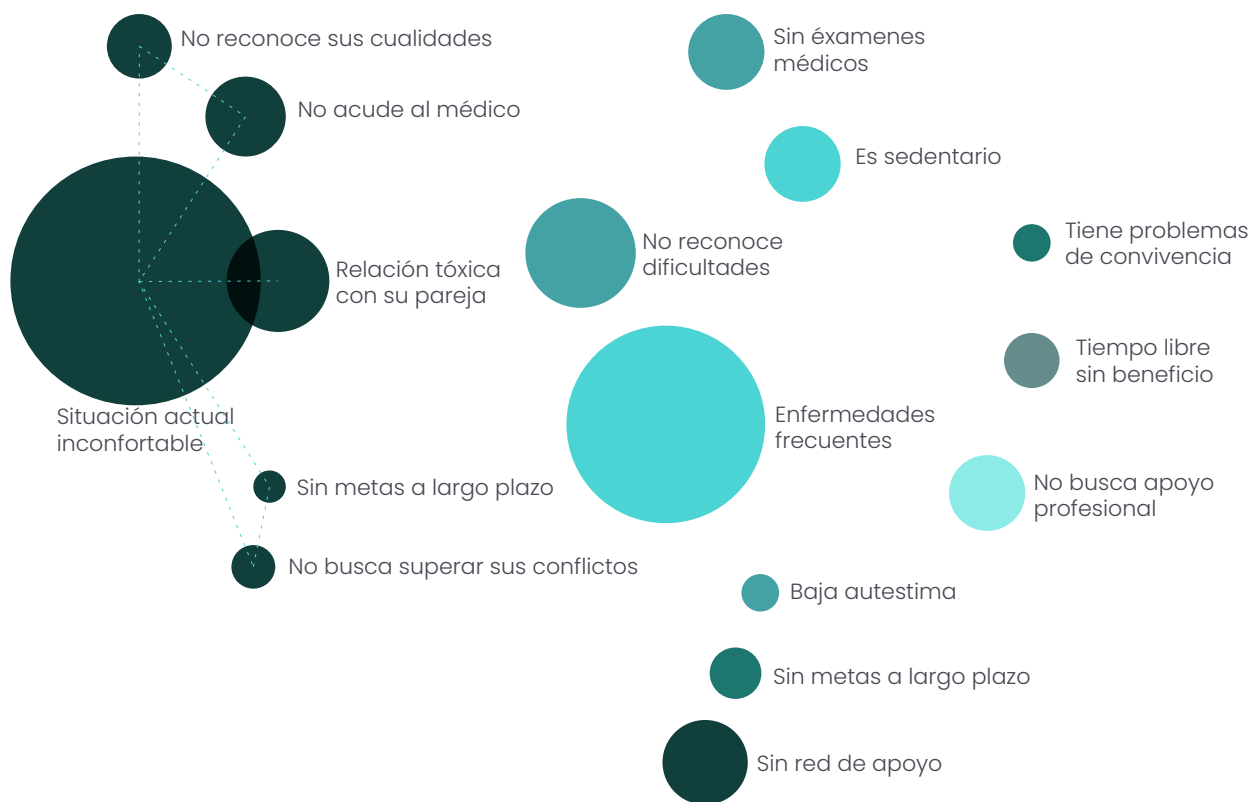 No reconoce sus cualidades
No acude al médico
Relación tóxica
con su pareja
Situación actual
inconfortable
Sin metas a largo plazo
No busca superar sus conflictos
Sin éxamenes
médicos
Es sedentario
No reconoce
dificultades
Enfermedades
frecuentes
Tiene problemas
de convivencia
Tiempo libre
sin beneficio
No busca apoyo
profesional
Baja autestima
Sin metas a largo plazo
Sin red de apoyo